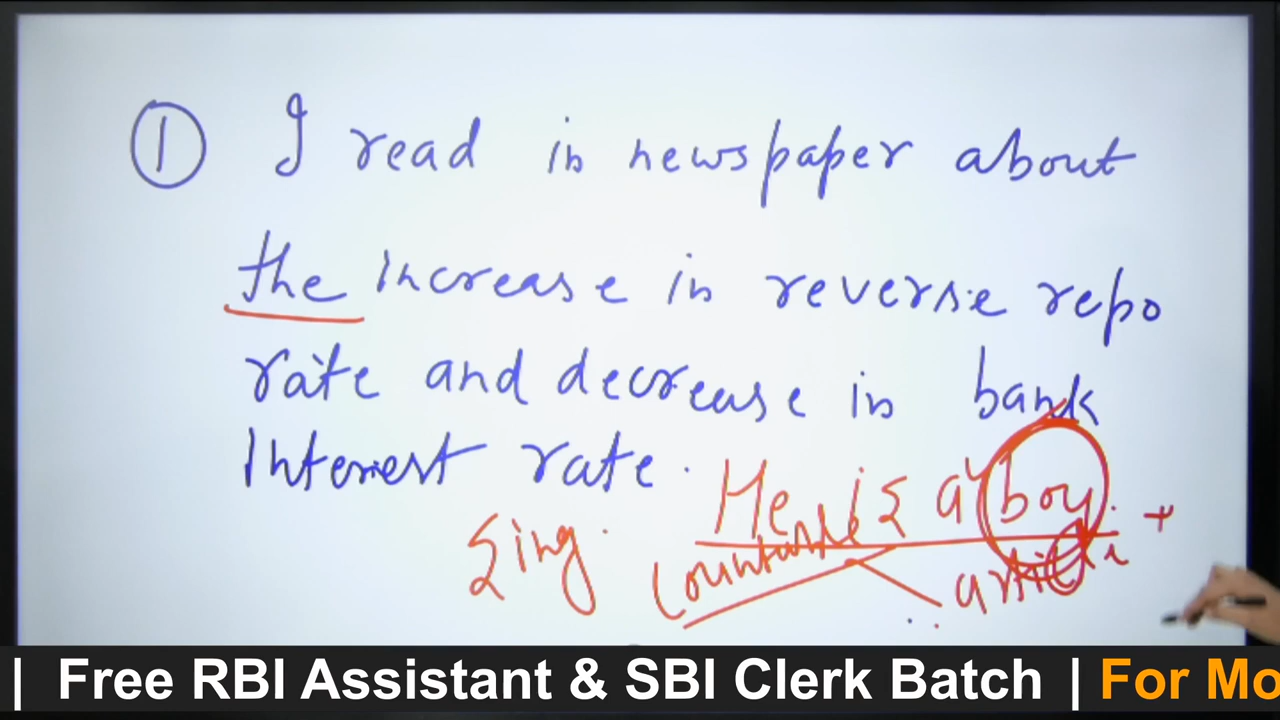 ① I read in newspaper about
the increase in reverse repo
rate and decrease in bank
Interest rate.
He is a boy.
Sing. Countable
| Free RBI Assistant & SBI Clerk Batch | For Mo